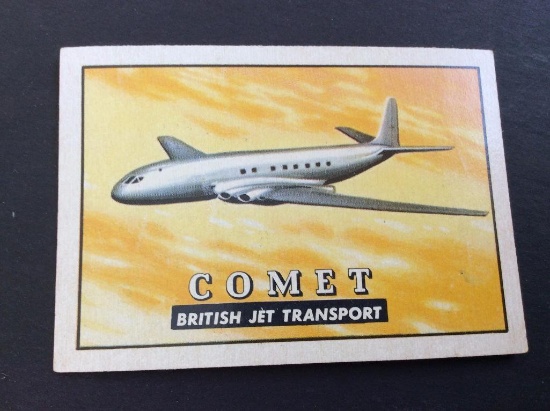 COMET
BRITISH JET TRANSPORT